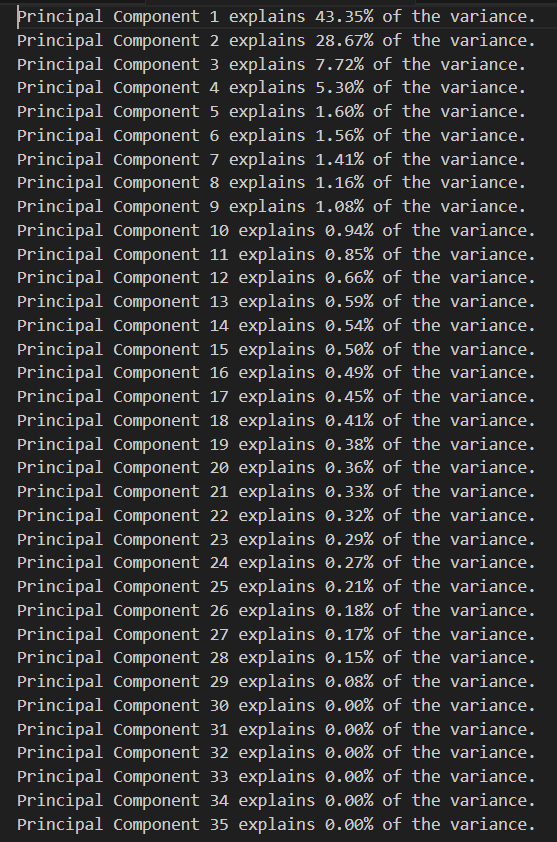 Principal Component 1 explains 43.35% of the variance.
Principal Component 2 explains 28.67% of the variance.
Principal Component 3 explains 7.72% of the variance.
Principal Component 4 explains 5.30% of the variance.
Principal Component 5 explains 1.60% of the variance.
Principal Component 6 explains 1.56% of the variance.
Principal Component 7 explains 1.41% of the variance.
Principal Component 8 explains 1.16% of the variance.
Principal Component 9 explains 1.08% of the variance.
Principal Component 10 explains 0.94% of the variance.
Principal Component 11 explains 0.85% of the variance.
Principal Component 12 explains 0.66% of the variance.
Principal Component 13 explains 0.59% of the variance.
Principal Component 14 explains 0.54% of the variance.
Principal Component 15 explains 0.50% of the variance.
Principal Component 16 explains 0.49% of the variance.
Principal Component 17 explains 0.45% of the variance.
Principal Component 18 explains 0.41% of the variance.
Principal Component 19 explains 0.38% of the variance.
Principal Component 20 explains 0.36% of the variance.
Principal Component 21 explains 0.33% of the variance.
Principal Component 22 explains 0.32% of the variance.
Principal Component 23 explains 0.29% of the variance.
Principal Component 24 explains 0.27% of the variance.
Principal Component 25 explains 0.21% of the variance.
Principal Component 26 explains 0.18% of the variance.
Principal Component 27 explains 0.17% of the variance.
Principal Component 28 explains 0.15% of the variance.
Principal Component 29 explains 0.08% of the variance.
Principal Component 30 explains 0.00% of the variance.
Principal Component 31 explains 0.00% of the variance.
Principal Component 32 explains 0.00% of the variance.
Principal Component 33 explains 0.00% of the variance.
Principal Component 34 explains 0.00% of the variance.
Principal Component 35 explains 0.00% of the variance.